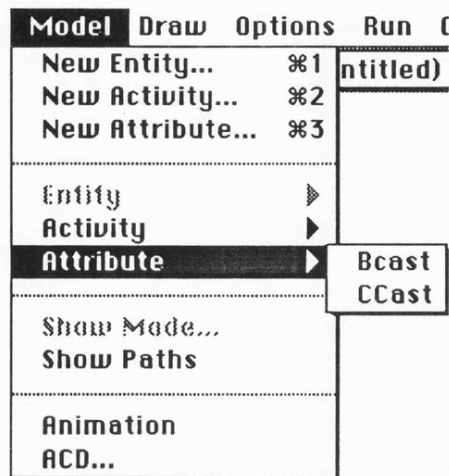 Model Draw Options Run
New Entity... ⌘1
ntitled)
New Activity... ⌘2
New Attribute... ⌘3
Entity
Activity
Attribute
Bcast
CCast
Show Mode...
Show Paths
Animation
ACD...